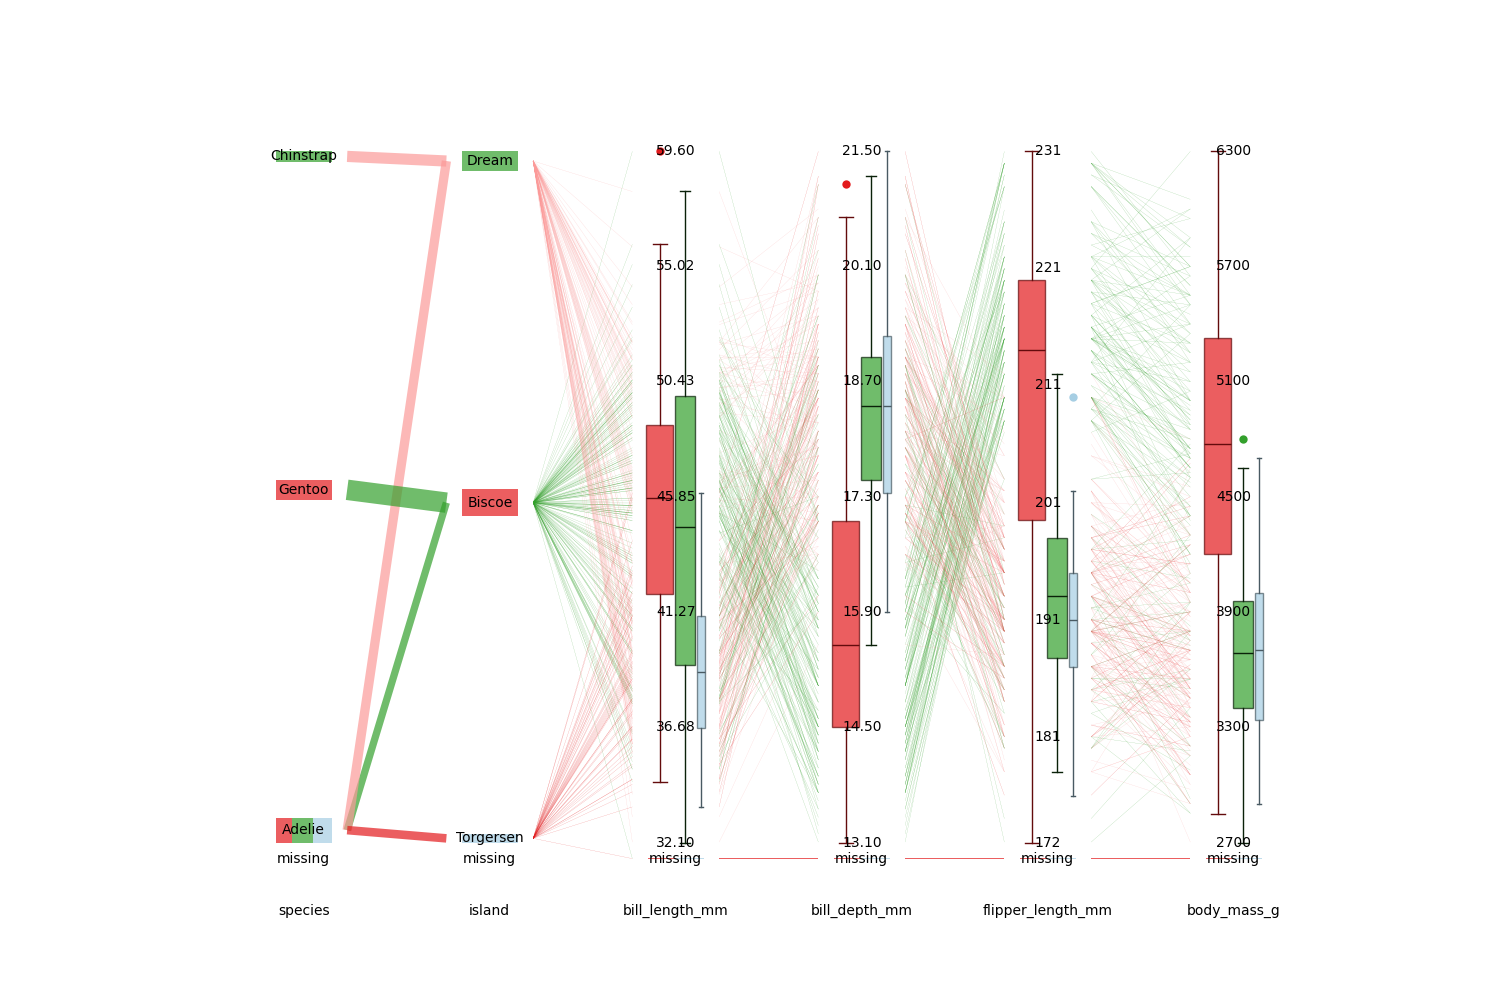 Chinstrap
Gentoo
Adelie
missing
species
Dream
Biscoe
Torgersen
missing
island
59.60
55.02
50.43
45.85
41.27
36.68
32.10
missing
bill_length_mm
21.50
20.10
18.70
17.30
15.90
14.50
13.10
missing
bill_depth_mm
231
221
211
201
191
181
172
missing
flipper_length_mm
6300
5700
5100
4500
3900
3300
2700
missing
body_mass_g